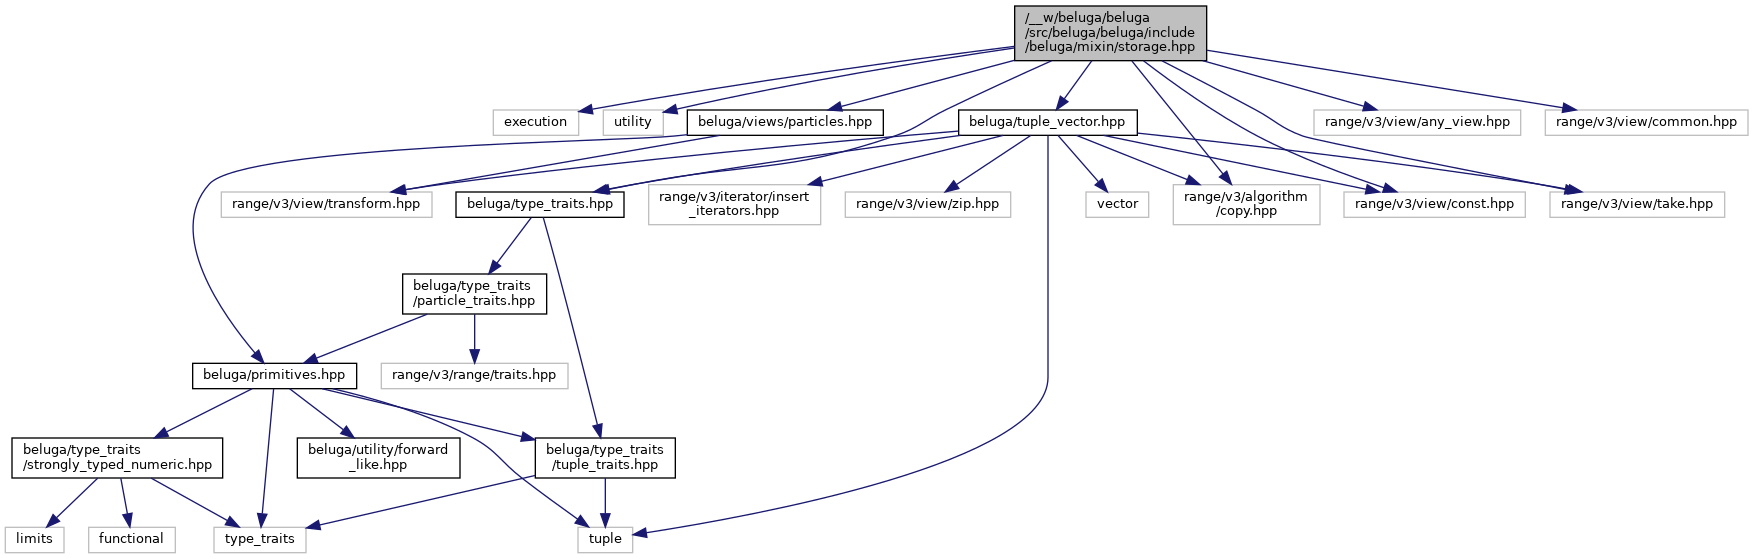 /__w/beluga/beluga
/src/beluga/beluga/include
/beluga/mixin/storage.hpp
execution
utility
beluga/views/particles.hpp
beluga/tuple_vector.hpp
range/v3/view/any_view.hpp
range/v3/view/common.hpp
range/v3/view/transform.hpp
beluga/type_traits.hpp
range/v3/iterator/insert
_iterators.hpp
range/v3/view/zip.hpp
vector
range/v3/algorithm
/copy.hpp
range/v3/view/const.hpp
range/v3/view/take.hpp
beluga/type_traits
/particle_traits.hpp
beluga/primitives.hpp
range/v3/range/traits.hpp
beluga/type_traits
/strongly_typed_numeric.hpp
beluga/utility/forward
_like.hpp
beluga/type_traits
/tuple_traits.hpp
limits
functional
type_traits
tuple